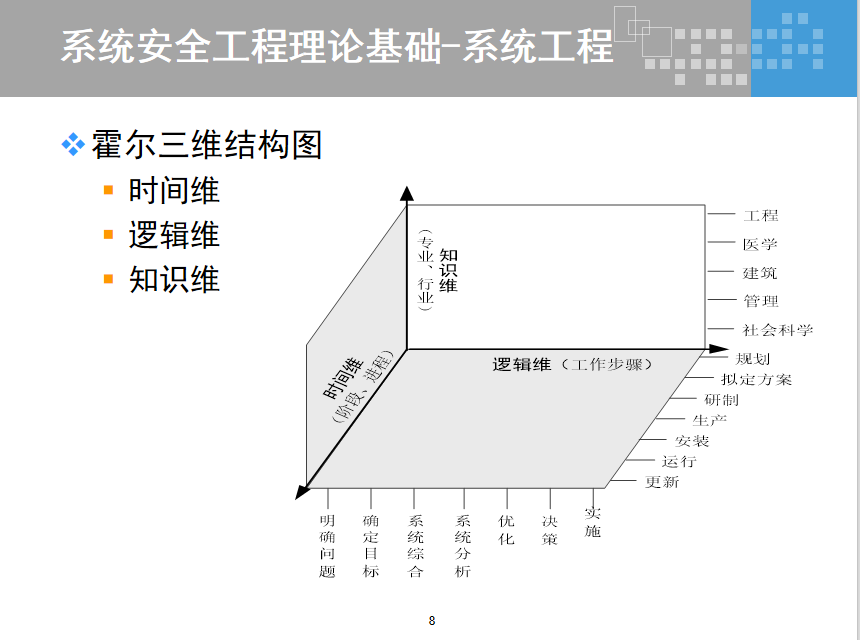 系统安全工程理论基础-系统工程
霍尔三维结构图
时间维
逻辑维
知识维
知识维
（专业、行业）
工程
医学
建筑
管理
社会科学
逻辑维（工作步骤）
时间维
（阶段、进程）
规划
拟定方案
研制
生产
安装
运行
更新
明确问题
确定目标
系统综合
系统分析
优化
决策
实施
8